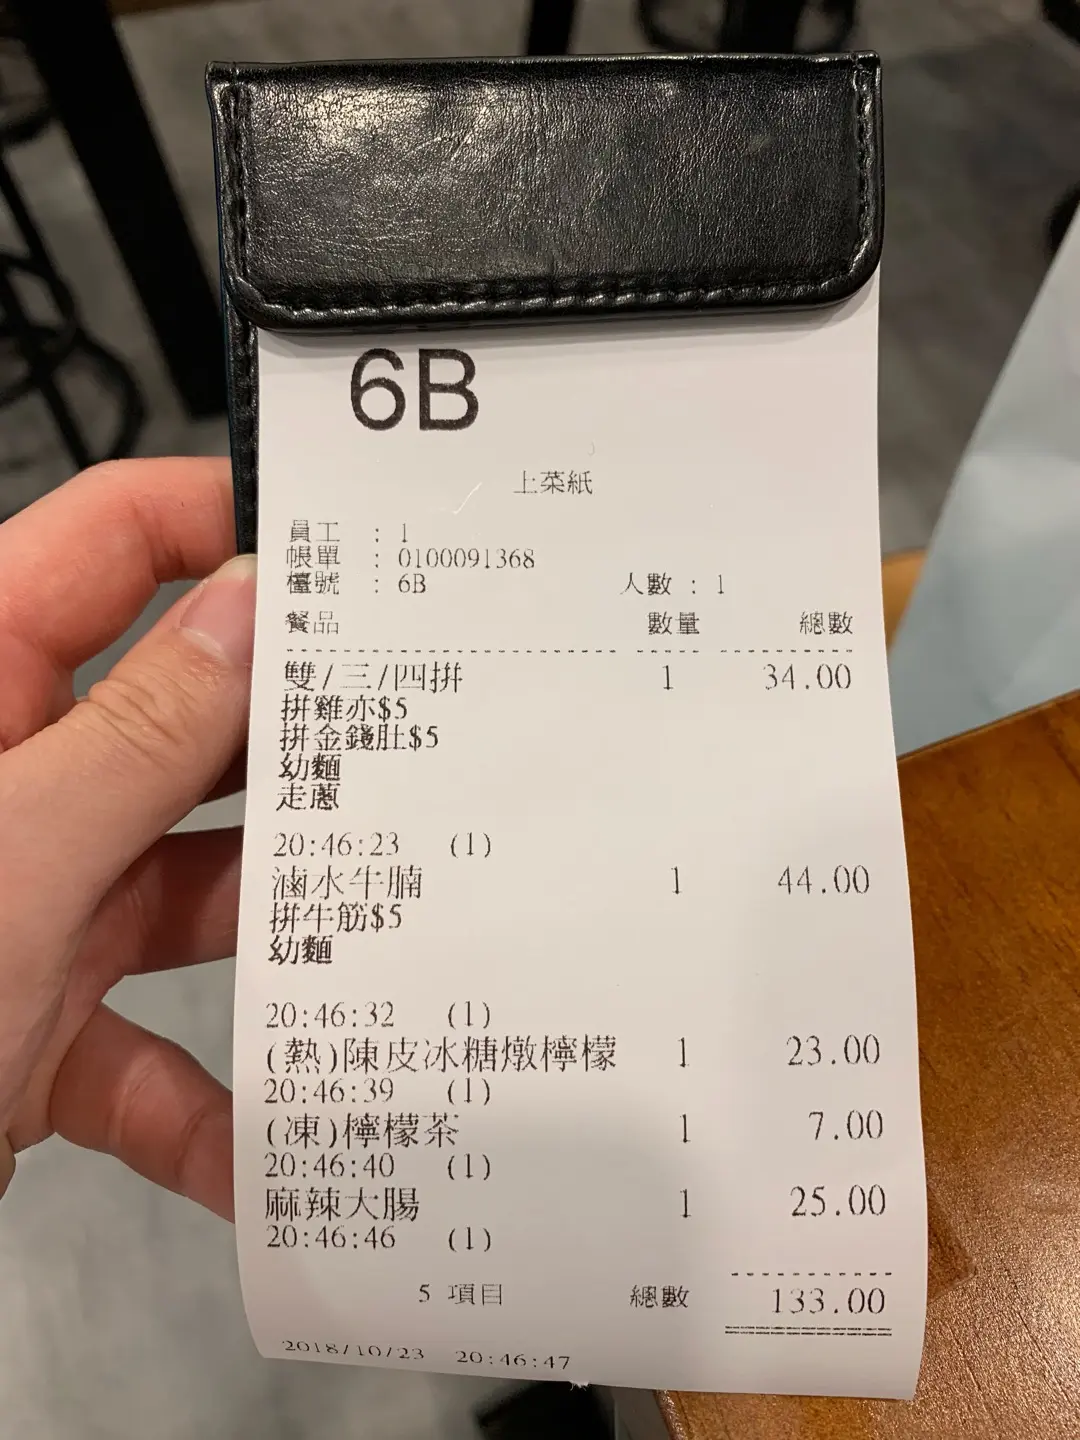 6B
上菜紙
員工 : 1
帳單 : 0100091368
檯號 : 6B 人數 : 1
餐品 數量 總數
雙/三/四拼 1 34.00
拼雞亦$5
拼金錢肚$5
幼麵
走蔥
20:46:23 (1)
滷水牛腩 1 44.00
拼牛筋$5
幼麵
20:46:32 (1)
(熱)陳皮冰糖燉檸檬 1 23.00
20:46:39 (1)
(凍)檸檬茶 1 7.00
20:46:40 (1)
麻辣大腸 1 25.00
20:46:46 (1)
5 項目 總數 133.00
2018/10/23 20:46:47